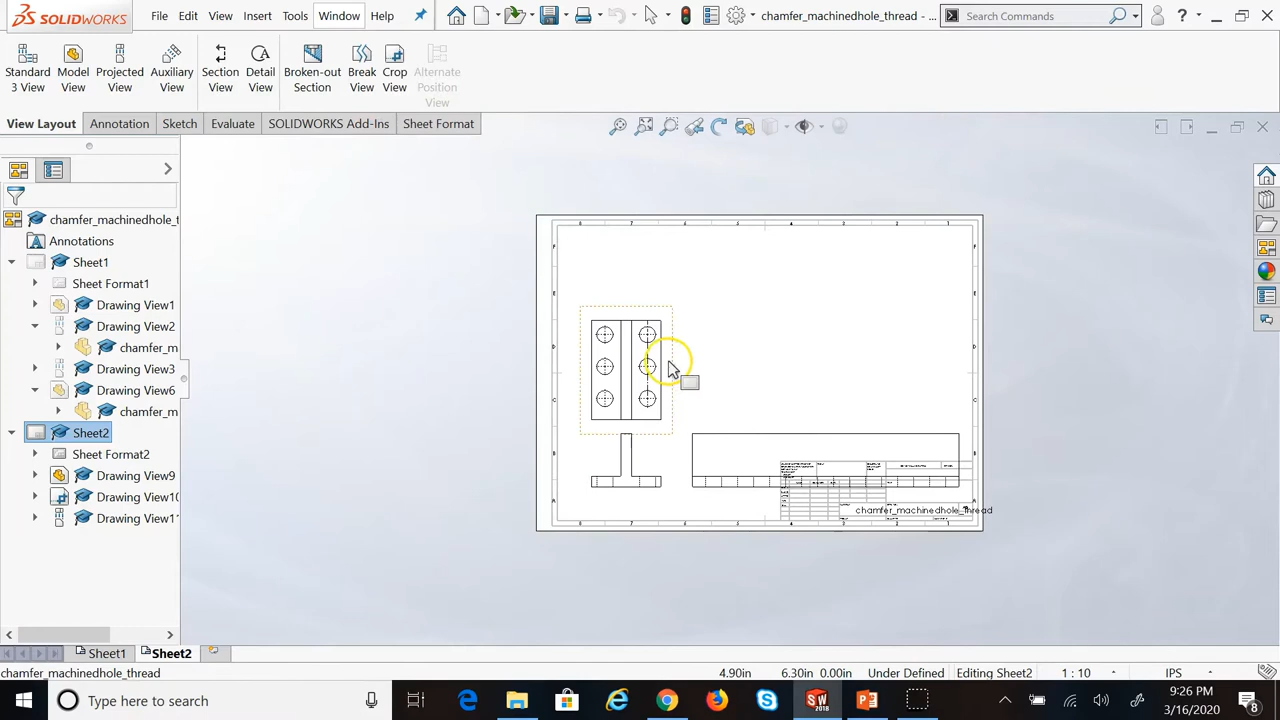 SOLIDWORKS File Edit View Insert Tools Window Help chamfer_machinedhole_thread - ... Search Commands
Standard 3 View Model View Projected View Auxiliary View Section View Detail View Broken-out Section Break View Crop View Alternate Position View
View Layout Annotation Sketch Evaluate SOLIDWORKS Add-Ins Sheet Format
chamfer_machinedhole_t
Annotations
Sheet1
Sheet Format1
Drawing View1
Drawing View2
chamfer_m
Drawing View3
Drawing View6
chamfer_m
Sheet2
Sheet Format2
Drawing View9
Drawing View10
Drawing View1
chamfer_machinedhole_thread
Sheet1 Sheet2
chamfer_machinedhole_thread 4.90in 6.30in 0.00in Under Defined Editing Sheet2 1 : 10 IPS
Type here to search SW 2018 9:26 PM
3/16/2020 8